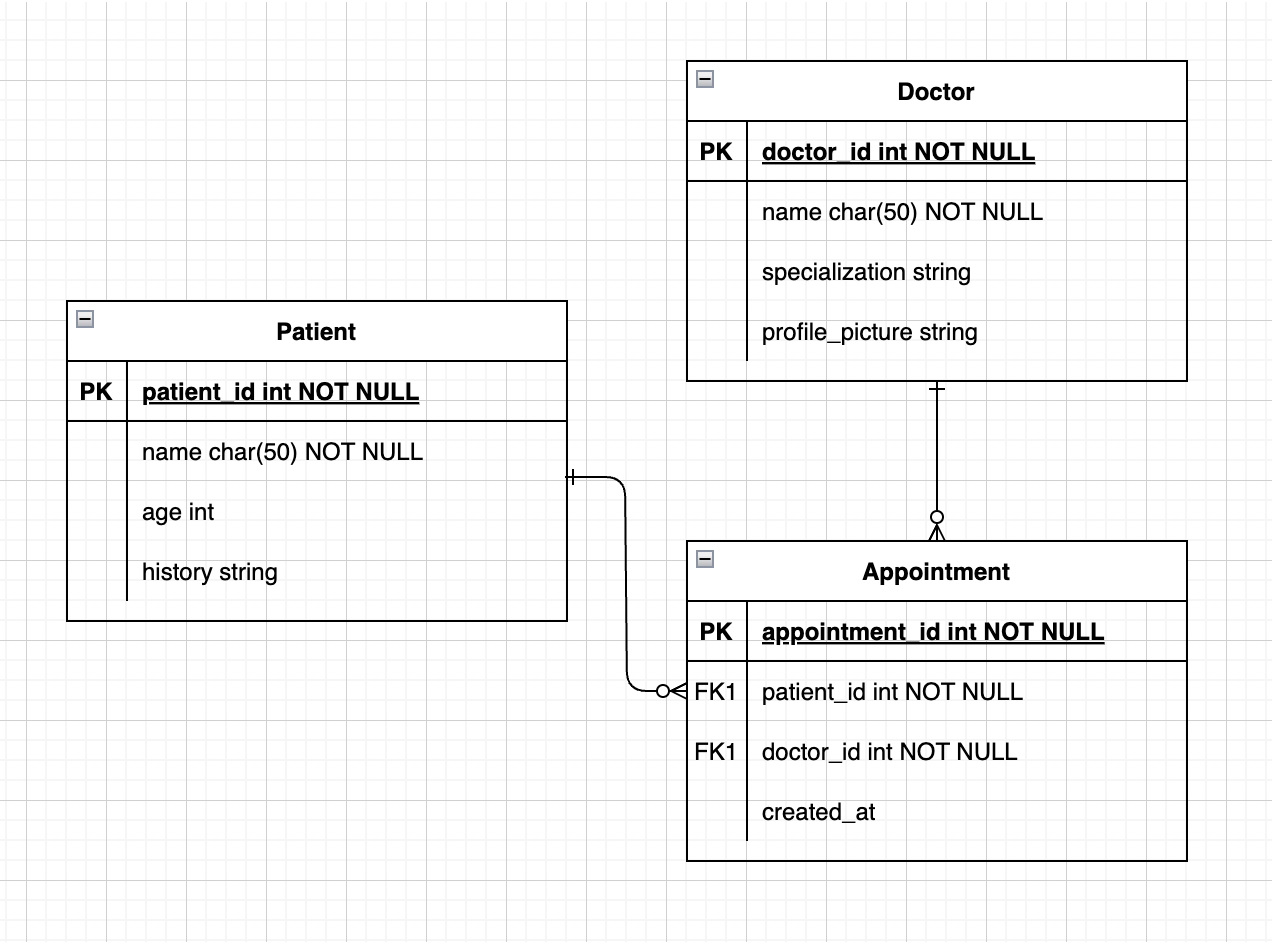 Doctor
PK doctor_id int NOT NULL
name char(50) NOT NULL
specialization string
profile_picture string
Patient
PK patient_id int NOT NULL
name char(50) NOT NULL
age int
history string
Appointment
PK appointment_id int NOT NULL
FK1 patient_id int NOT NULL
FK1 doctor_id int NOT NULL
created_at